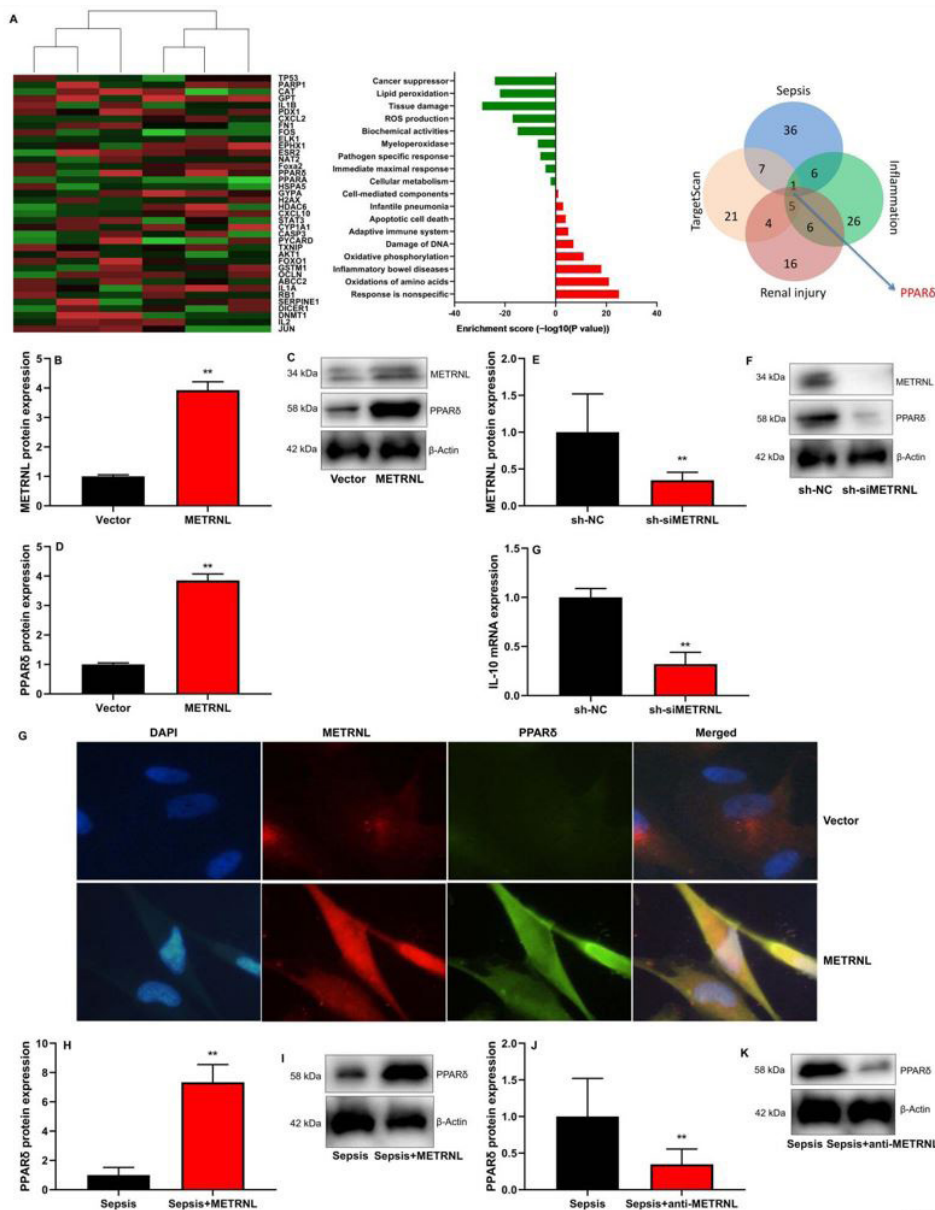 A
TP53
PARP1
CAT
GPT
IL1B
PDX1
CXCL2
FN1
FOS
ELK1
EPHX1
ESR2
NAT2
Foxa2
PPARδ
PPARA
HSPA5
GYPA
H2AX
HDAC6
CXCL10
STAT3
CYP1A1
CASP3
PYCARD
TXNIP
AKT1
FOXO1
GSTM1
OCLN
ABCC2
IL1A
RB1
SERPINE1
DICER1
DNMT1
IL2
JUN
Cancer suppressor
Lipid peroxidation
Tissue damage
ROS production
Biochemical activities
Myeloperoxidase
Pathogen specific response
Immediate maximal response
Cellular metabolism
Cell-mediated components
Infantile pneumonia
Apoptotic cell death
Adaptive immune system
Damage of DNA
Oxidative phosphorylation
Inflammatory bowel diseases
Oxidations of amino acids
Response is nonspecific
-40 -20 0 20 40
Enrichment score (−log10(P value))
Sepsis
36
7 6
1
TargetScan
21
5
4 6
26
Inflammation
16
Renal injury
PPARδ
B
METRNL protein expression
5
4
3
2
1
0
**
Vector METRNL
C
34 kDa METRNL
58 kDa PPARδ
42 kDa β-Actin
Vector METRNL
E
METRNL protein expression
2.0
1.5
1.0
0.5
0.0
**
sh-NC sh-siMETRNL
F
34 kDa METRNL
58 kDa PPARδ
42 kDa β-Actin
sh-NC sh-siMETRNL
D
PPARδ protein expression
5
4
3
2
1
0
**
Vector METRNL
G
IL-10 mRNA expression
1.5
1.0
0.5
0.0
**
sh-NC sh-siMETRNL
G
DAPI METRNL PPARδ Merged
Vector
METRNL
H
PPARδ protein expression
10
8
6
4
2
0
**
Sepsis Sepsis+METRNL
I
58 kDa PPARδ
42 kDa β-Actin
Sepsis Sepsis+METRNL
J
PPARδ protein expression
2.0
1.5
1.0
0.5
0.0
**
Sepsis Sepsis+anti-METRNL
K
58 kDa PPARδ
42 kDa β-Actin
Sepsis Sepsis+anti-METRNL